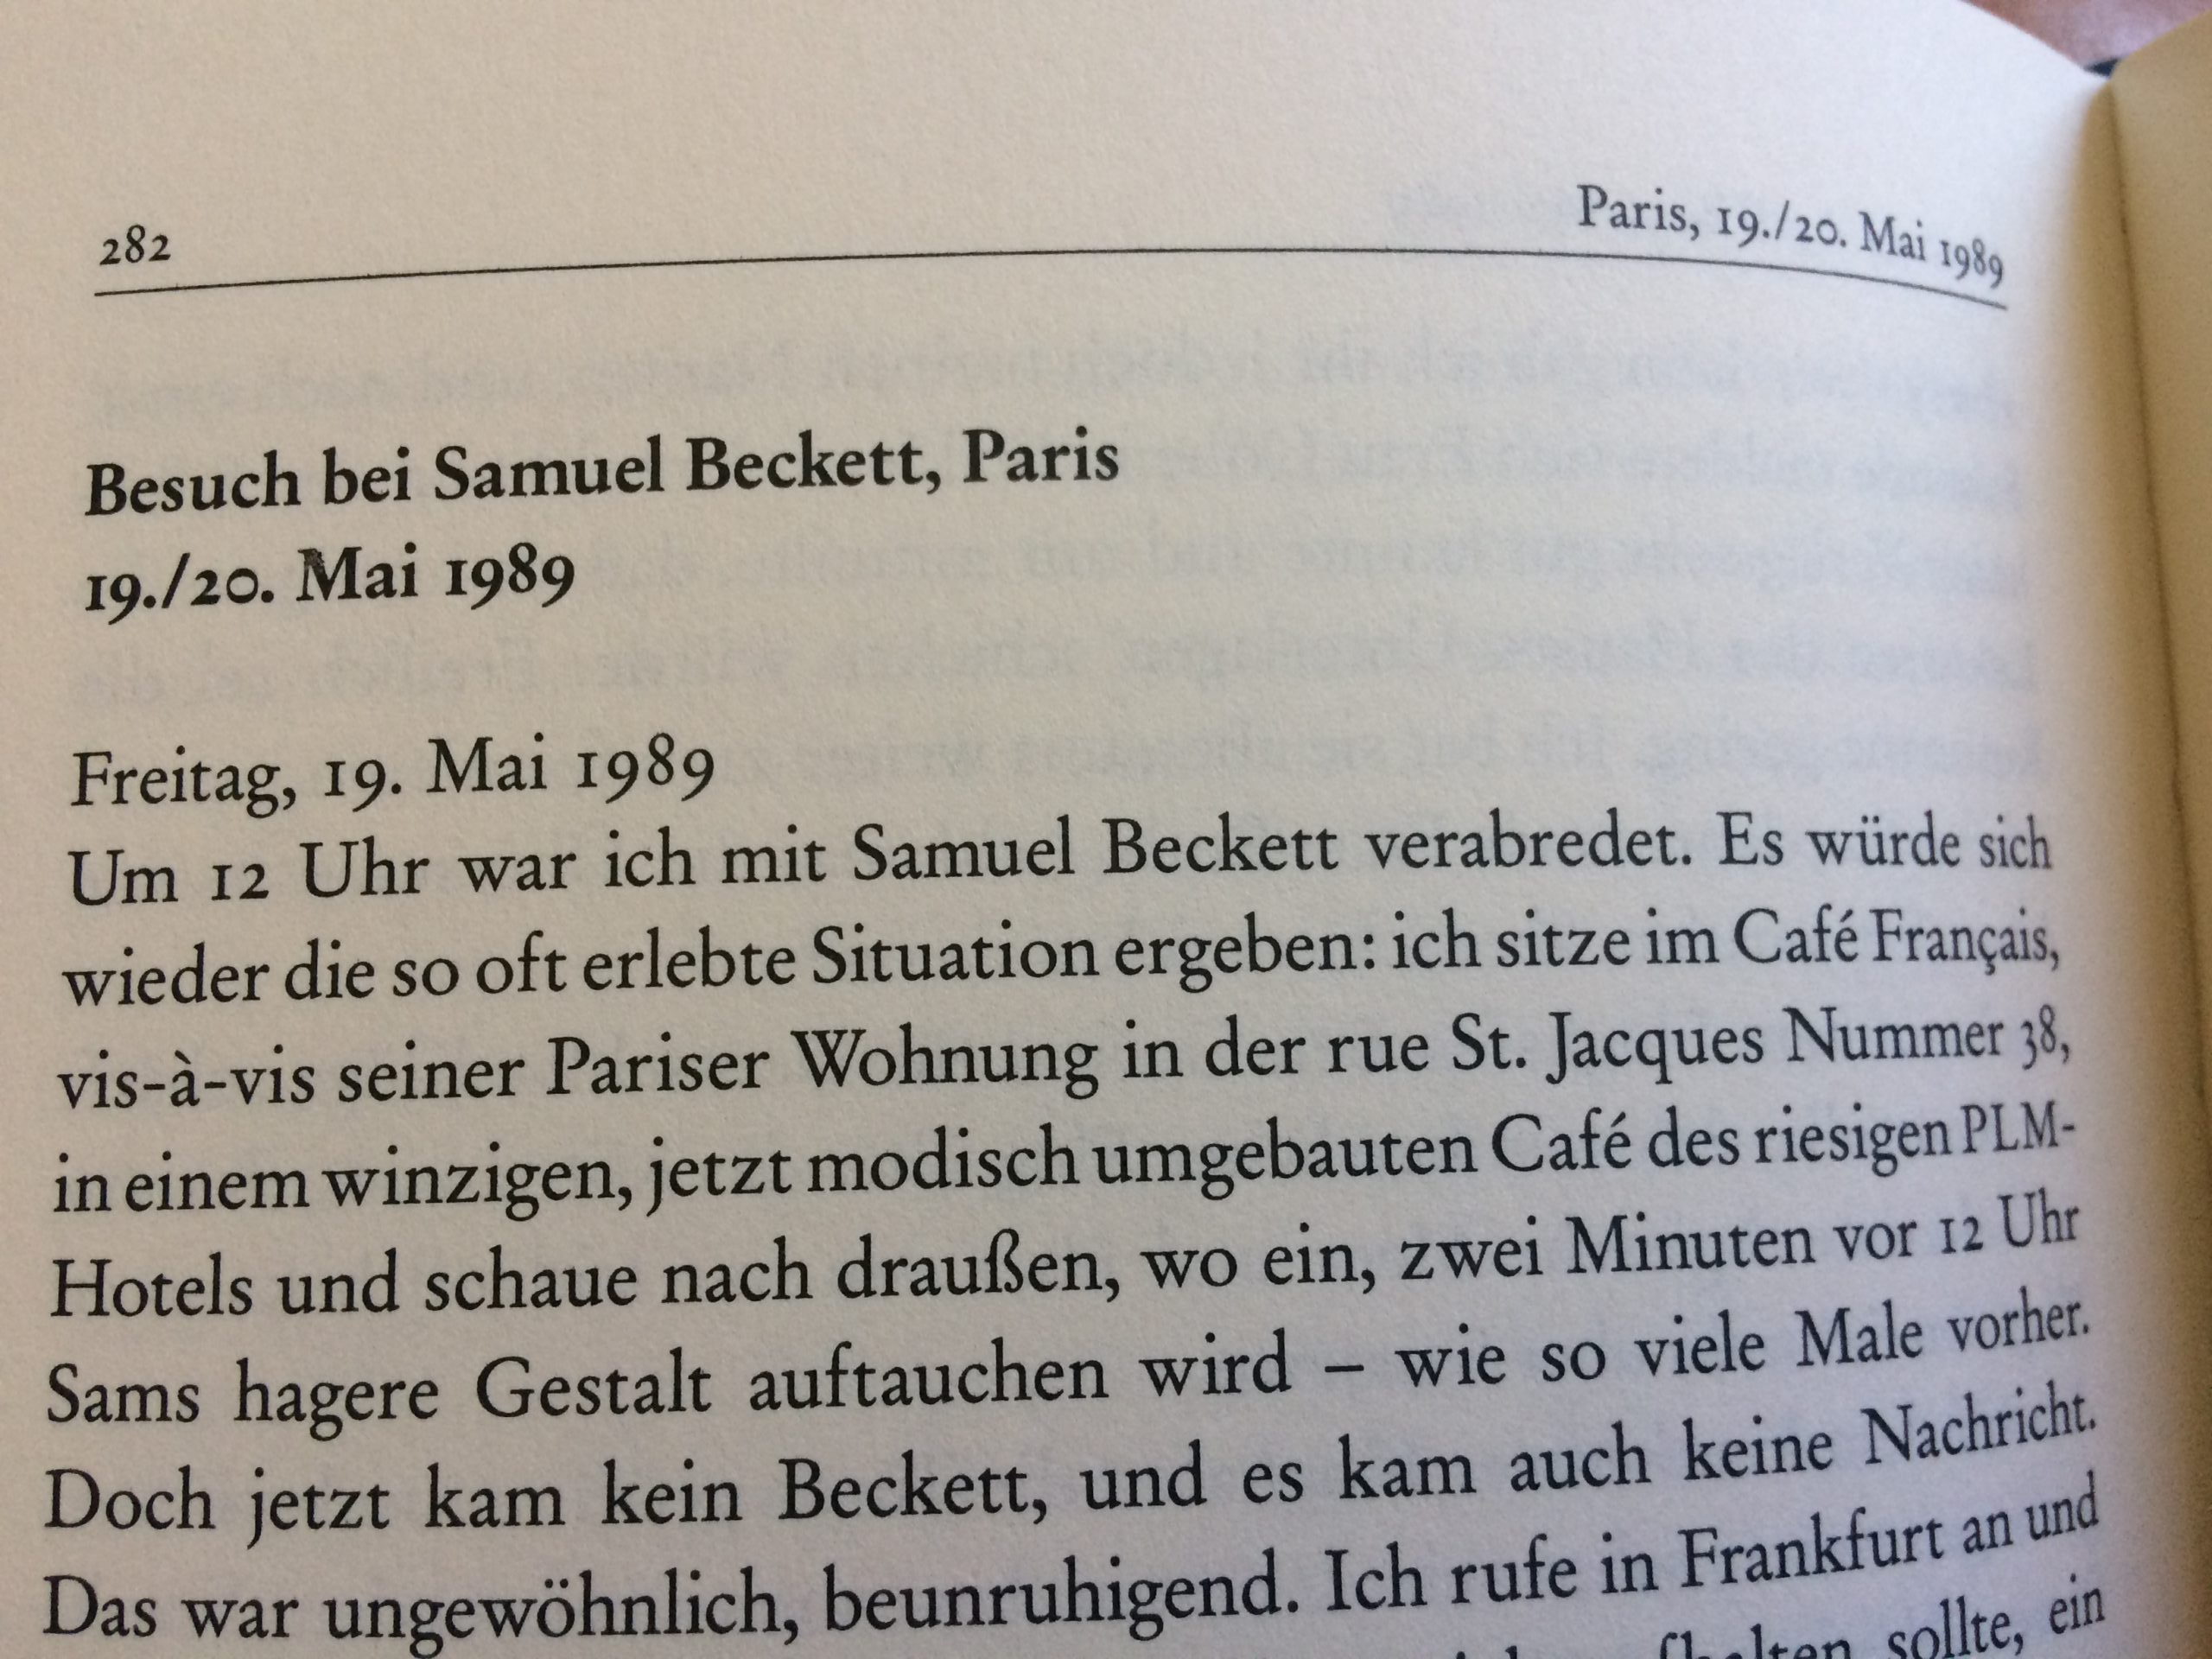 282
Paris, 19./20. Mai 1989
Besuch bei Samuel Beckett, Paris
19./20. Mai 1989
Freitag, 19. Mai 1989
Um 12 Uhr war ich mit Samuel Beckett verabredet. Es würde sich
wieder die so oft erlebte Situation ergeben: ich sitze im Café Français,
vis-à-vis seiner Pariser Wohnung in der rue St. Jacques Nummer 38,
in einem winzigen, jetzt modisch umgebauten Café des riesigen PLM-
Hotels und schaue nach draußen, wo ein, zwei Minuten vor 12 Uhr
Sams hagere Gestalt auftauchen wird – wie so viele Male vorher.
Doch jetzt kam kein Beckett, und es kam auch keine Nachricht.
Das war ungewöhnlich, beunruhigend. Ich rufe in Frankfurt an und
sollte, ein